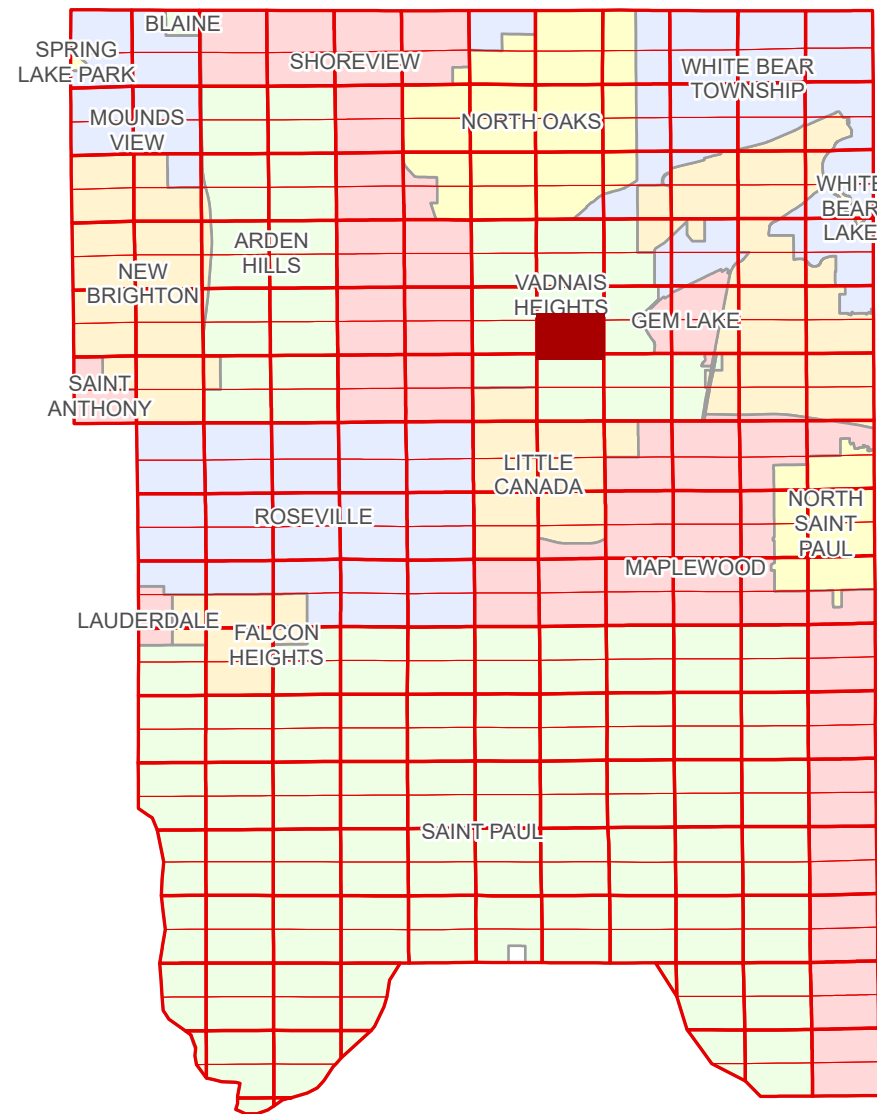 BLAINE
SPRING
LAKE PARK
SHOREVIEW
WHITE BEAR
TOWNSHIP
MOUNDS
VIEW
NORTH OAKS
WHITE
BEAR
LAKE
ARDEN
HILLS
NEW
BRIGHTON
VADNAIS
HEIGHTS
GEM LAKE
SAINT
ANTHONY
LITTLE
CANADA
NORTH
SAINT
PAUL
ROSEVILLE
MAPLEWOOD
LAUDERDALE
FALCON
HEIGHTS
SAINT PAUL